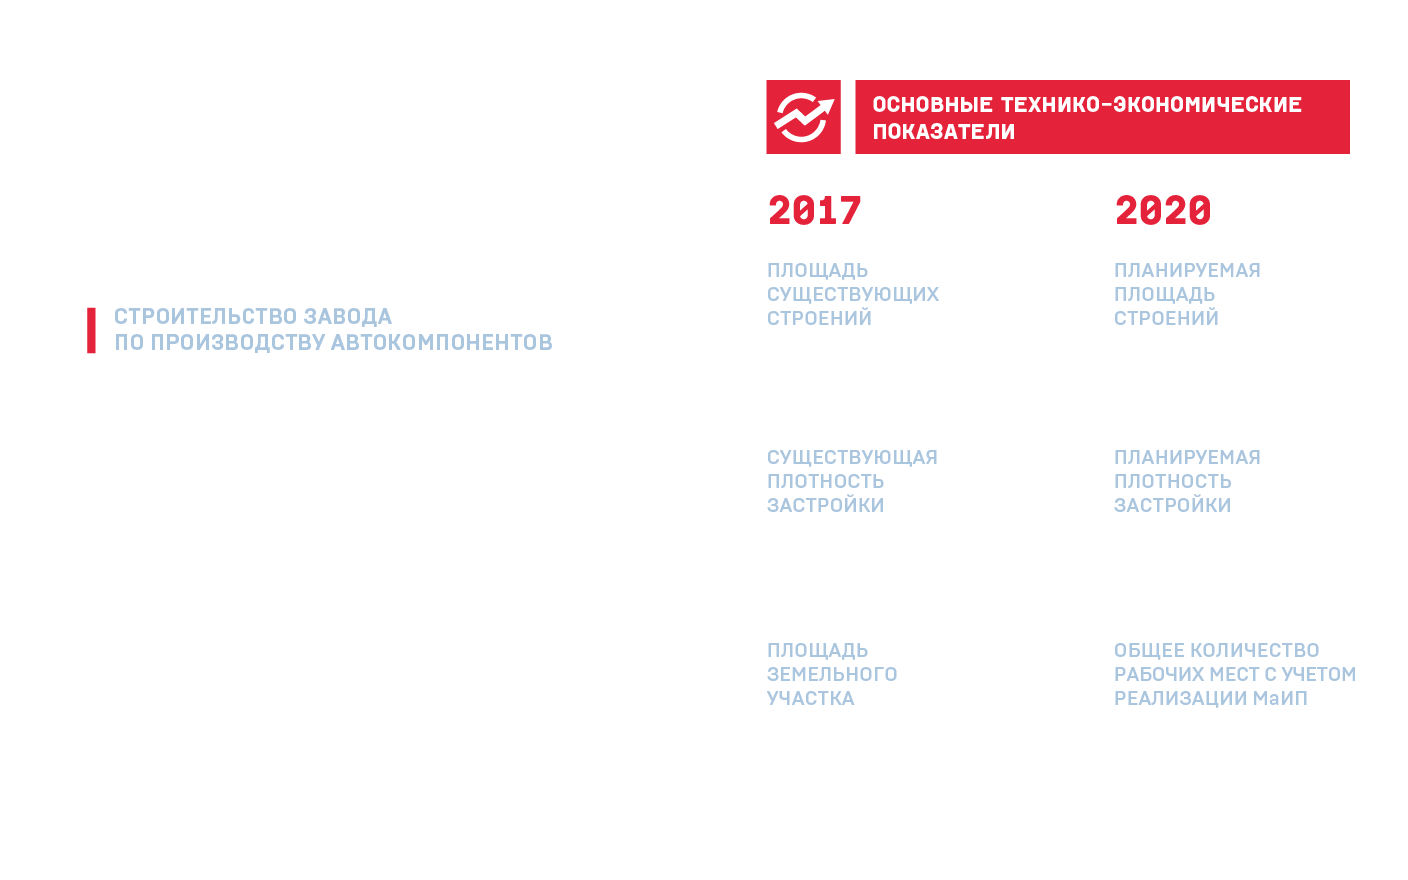 СТРОИТЕЛЬСТВО ЗАВОДА
ПО ПРОИЗВОДСТВУ АВТОКОМПОНЕНТОВ
ОСНОВНЫЕ ТЕХНИКО-ЭКОНОМИЧЕСКИЕ
ПОКАЗАТЕЛИ
2017
2020
ПЛОЩАДЬ
СУЩЕСТВУЮЩИХ
СТРОЕНИЙ
ПЛАНИРУЕМАЯ
ПЛОЩАДЬ
СТРОЕНИЙ
СУЩЕСТВУЮЩАЯ
ПЛОТНОСТЬ
ЗАСТРОЙКИ
ПЛАНИРУЕМАЯ
ПЛОТНОСТЬ
ЗАСТРОЙКИ
ПЛОЩАДЬ
ЗЕМЕЛЬНОГО
УЧАСТКА
ОБЩЕЕ КОЛИЧЕСТВО
РАБОЧИХ МЕСТ С УЧЕТОМ
РЕАЛИЗАЦИИ МаИП